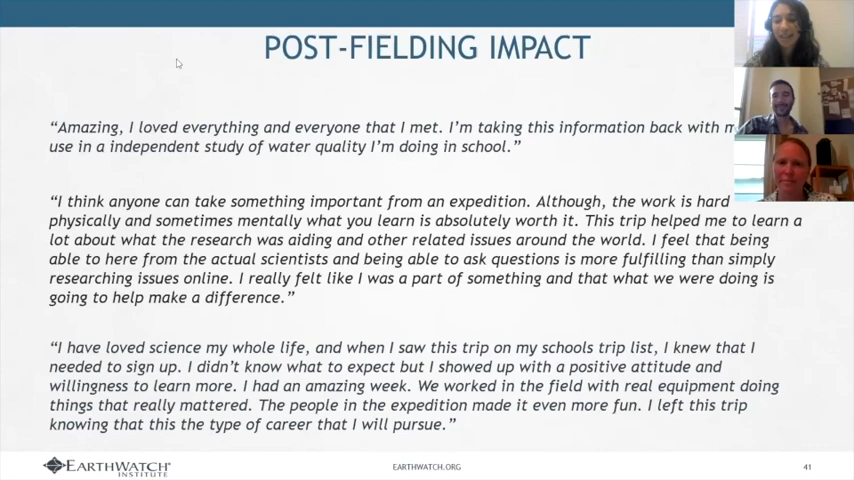 POST-FIELDING IMPACT
“Amazing, I loved everything and everyone that I met. I’m taking this information back with
use in a independent study of water quality I’m doing in school.”
“I think anyone can take something important from an expedition. Although, the work is hard
physically and sometimes mentally what you learn is absolutely worth it. This trip helped me to learn a
lot about what the research was aiding and other related issues around the world. I feel that being
able to here from the actual scientists and being able to ask questions is more fulfilling than simply
researching issues online. I really felt like I was a part of something and that what we were doing is
going to help make a difference.”
“I have loved science my whole life, and when I saw this trip on my schools trip list, I knew that I
needed to sign up. I didn’t know what to expect but I showed up with a positive attitude and
willingness to learn more. I had an amazing week. We worked in the field with real equipment doing
things that really mattered. The people in the expedition made it even more fun. I left this trip
knowing that this the type of career that I will pursue.”
EARTHWATCH
INSTITUTE
EARTHWATCH.ORG
41